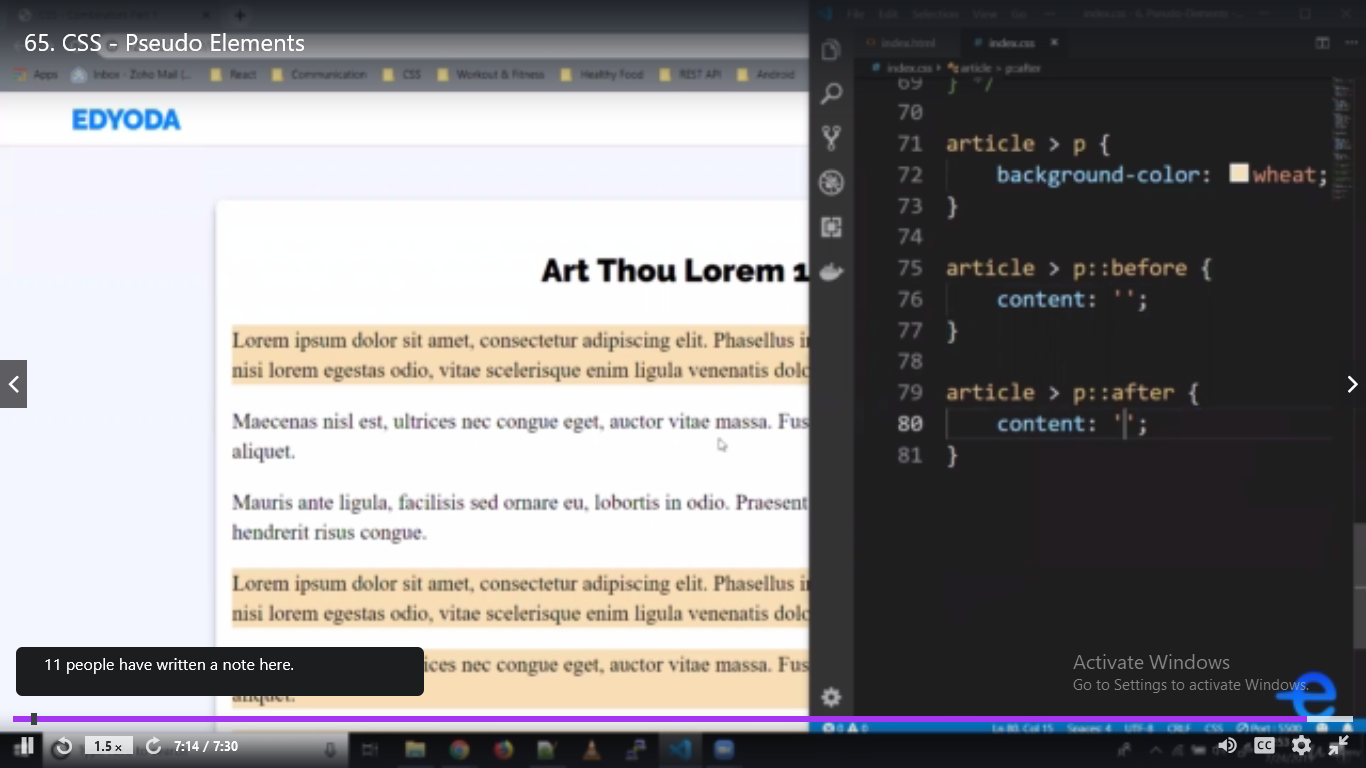 65. CSS - Pseudo Elements
File Edit Selection View Go
index.html index.css
Apps Inbox - Zoho Mail (... React Communication CSS Workout & Fitness Healthy Food REST API Android
index.css article > p::after
EDYODA
Art Thou Lorem 1
Lorem ipsum dolor sit amet, consectetur adipiscing elit. Phasellus i
nisi lorem egestas odio, vitae scelerisque enim ligula venenatis dolo
Maecenas nisl est, ultrices nec congue eget, auctor vitae massa. Fus
aliquet.
Mauris ante ligula, facilisis sed ornare eu, lobortis in odio. Praesent
hendrerit risus congue.
Lorem ipsum dolor sit amet, consectetur adipiscing elit. Phasellus i
nisi lorem egestas odio, vitae scelerisque enim ligula venenatis dolo
rices nec congue eget, auctor vitae massa. Fus
aliquet.
69 } */
70
71 article > p {
72 background-color: wheat;
73 }
74
75 article > p::before {
76 content: '';
77 }
78
79 article > p::after {
80 content: '';
81 }
11 people have written a note here.
Activate Windows
Go to Settings to activate Windows.
Ln 80, Col 15 Spaces: 4 UTF-8 CRLF CSS Port : 5500
1.5 x 7:14 / 7:30 CC